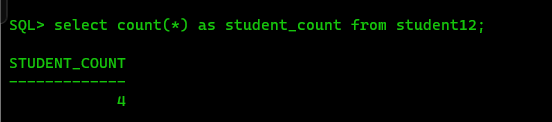 SQL> select count(*) as student_count from student12;
STUDENT_COUNT
-------------
4